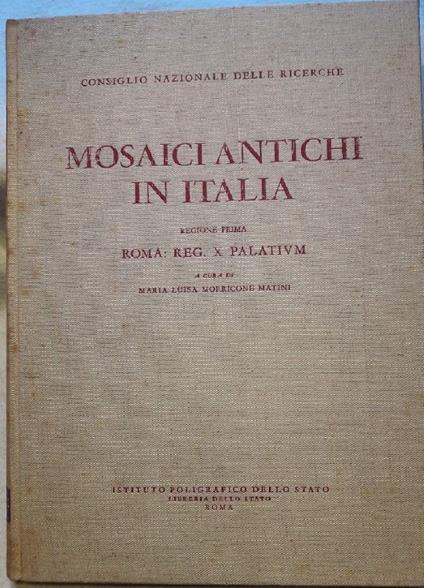 CONSIGLIO NAZIONALE DELLE RICERCHE
MOSAICI ANTICHI
IN ITALIA
REGIONE PRIMA
ROMA: REG. X PALATIVM
A CURA DI
MARIA LUISA MORRICONE MATINI
ISTITUTO POLIGRAFICO DELLO STATO
LIBRERIA DELLO STATO
ROMA